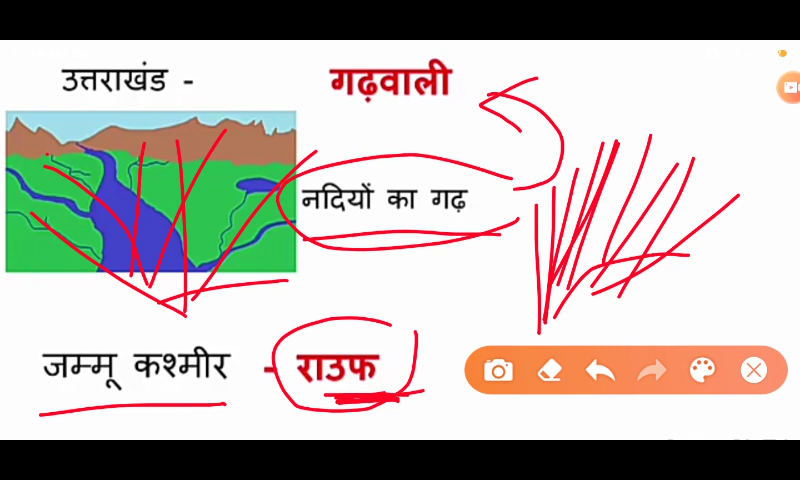 उत्तराखंड - गढ़वाली
नदियों का गढ़
जम्मू कश्मीर - राउफ